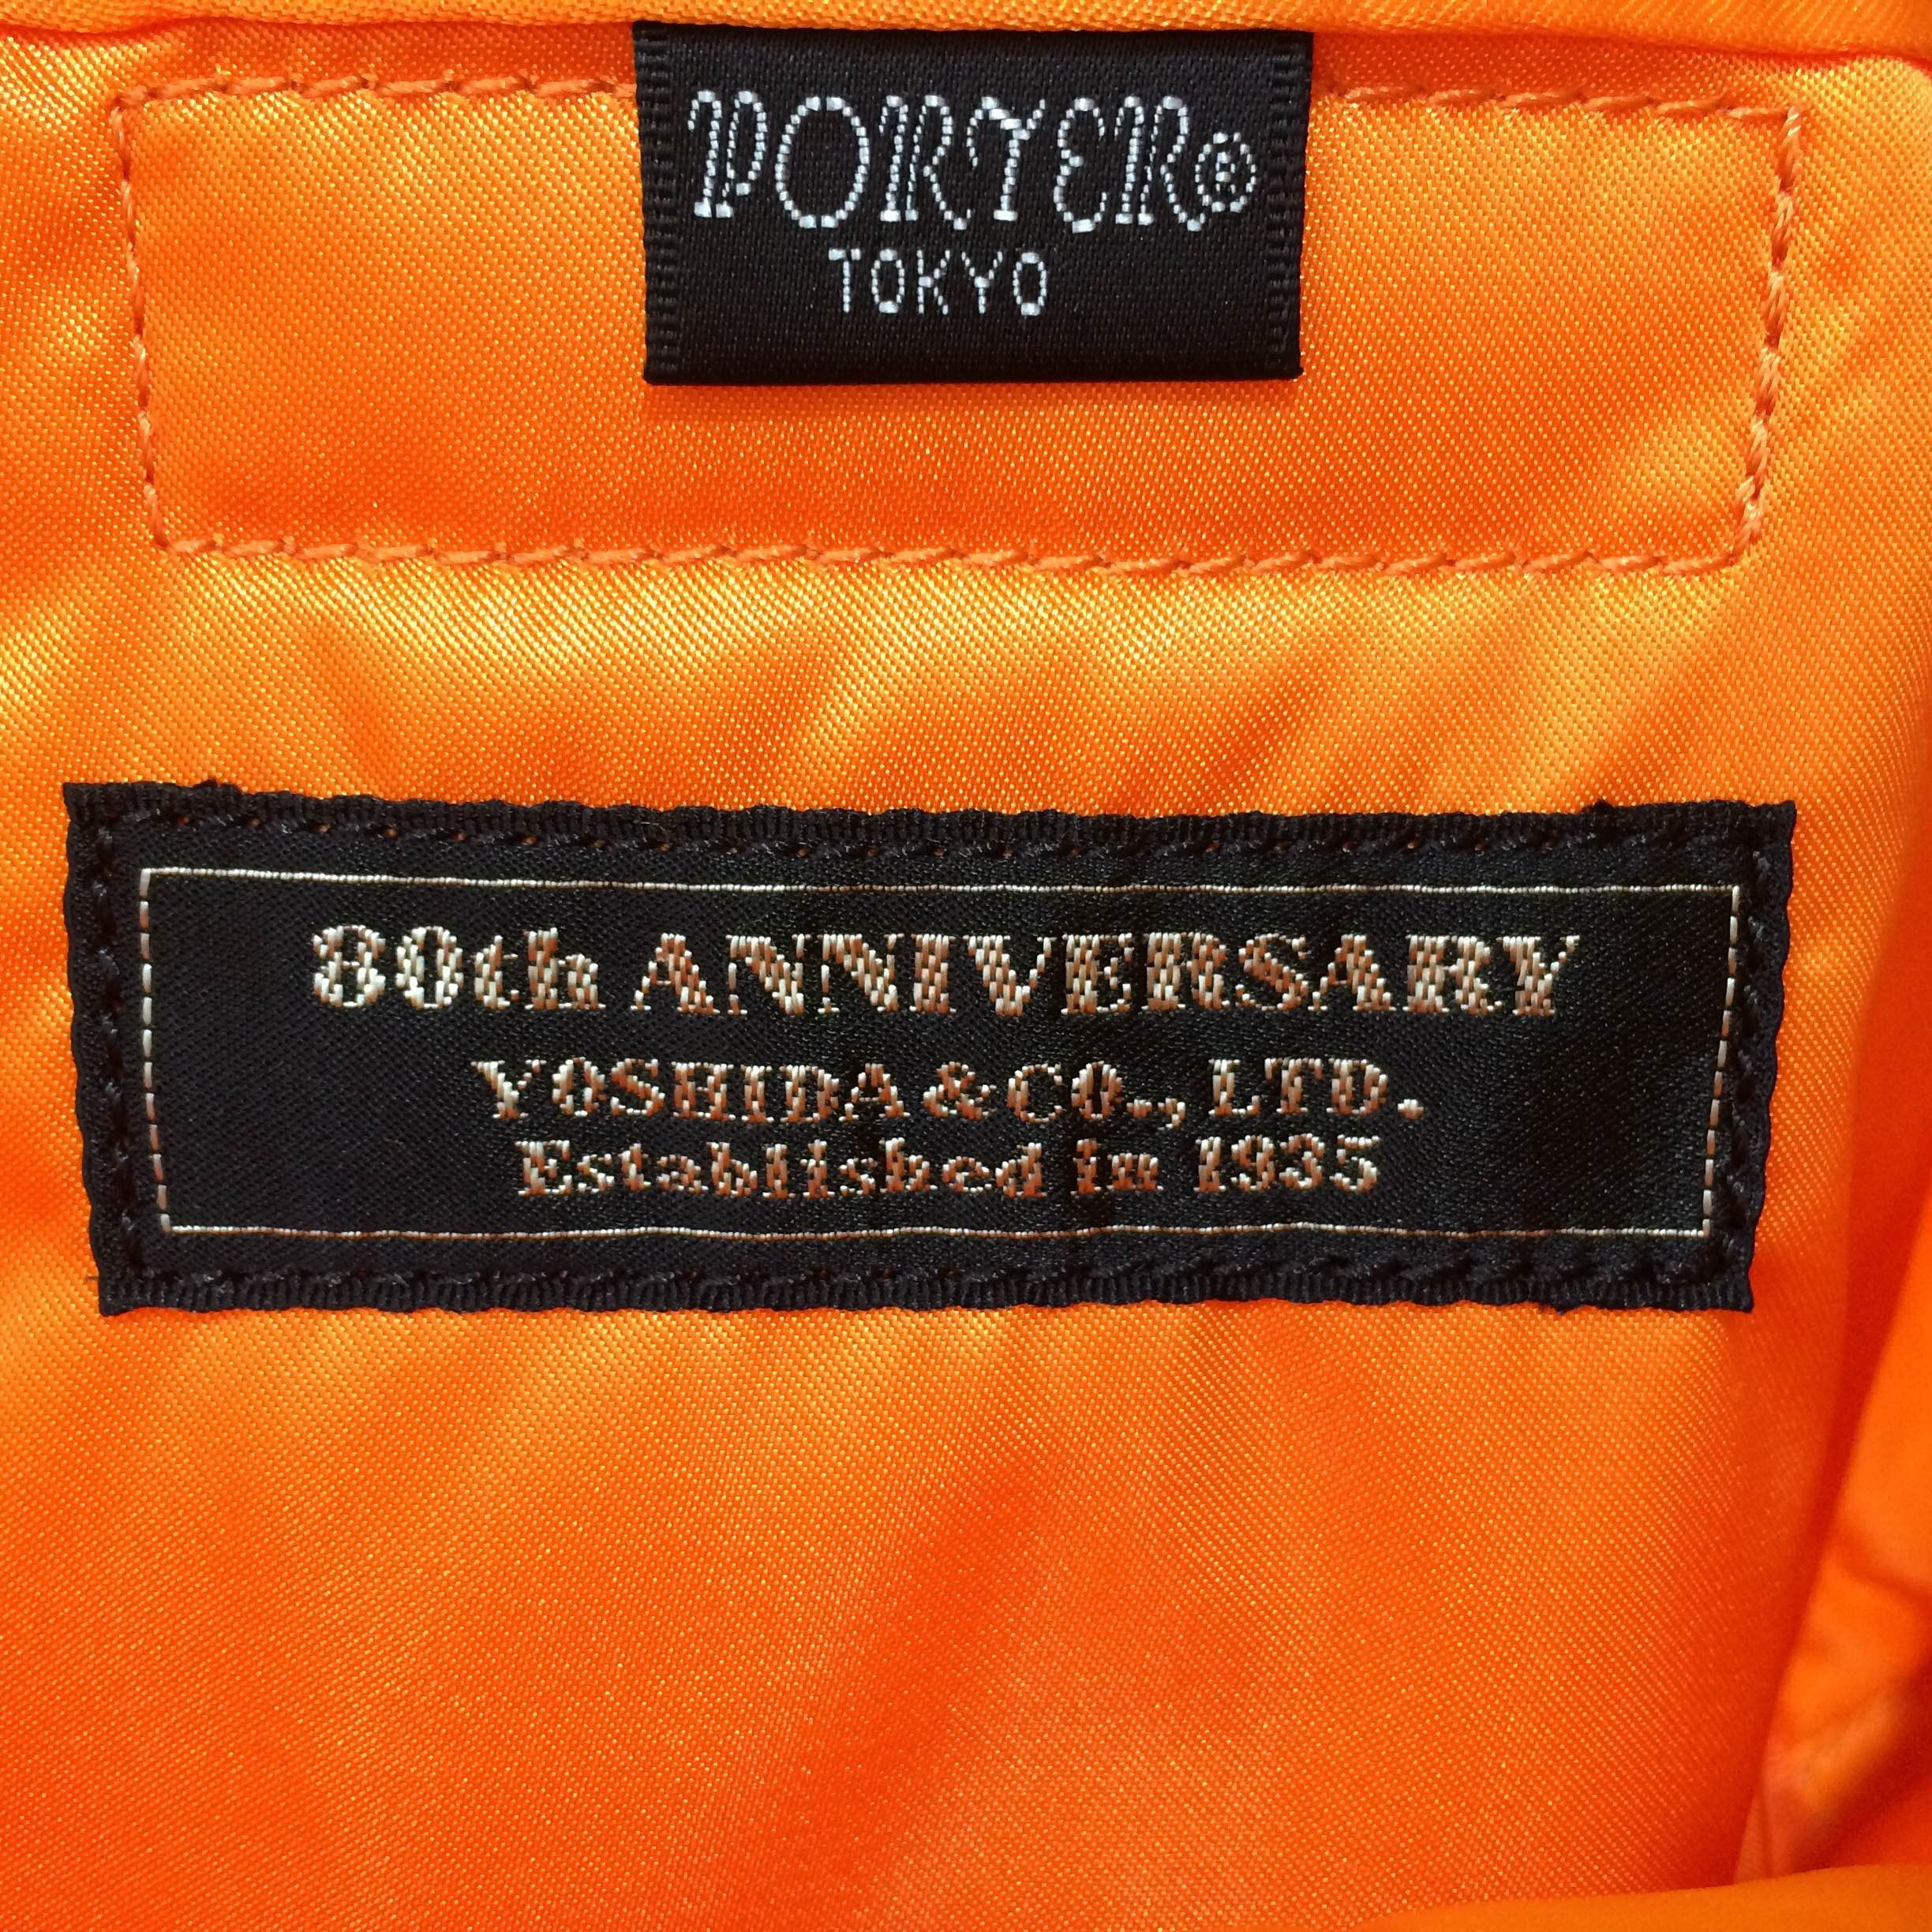 PORTER®
TOKYO
80th ANNIVERSARY
YOSHIDA & CO., LTD.
Established in 1935